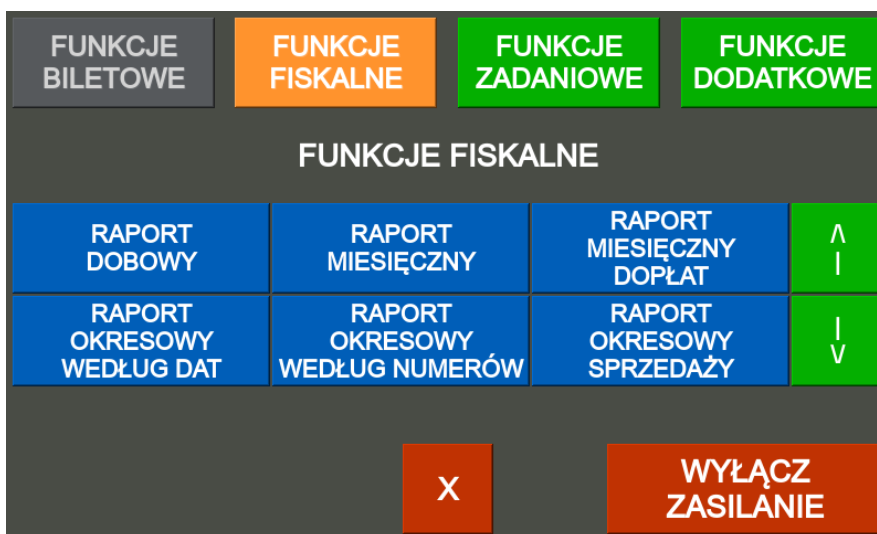 FUNKCJE
BILETOWE
FUNKCJE
FISKALNE
FUNKCJE
ZADANIOWE
FUNKCJE
DODATKOWE
FUNKCJE FISKALNE
RAPORT
DOBOWY
RAPORT
MIESIĘCZNY
RAPORT
MIESIĘCZNY
DOPŁAT
RAPORT
OKRESOWY
WEDŁUG DAT
RAPORT
OKRESOWY
WEDŁUG NUMERÓW
RAPORT
OKRESOWY
SPRZEDAŻY
X
WYŁĄCZ
ZASILANIE